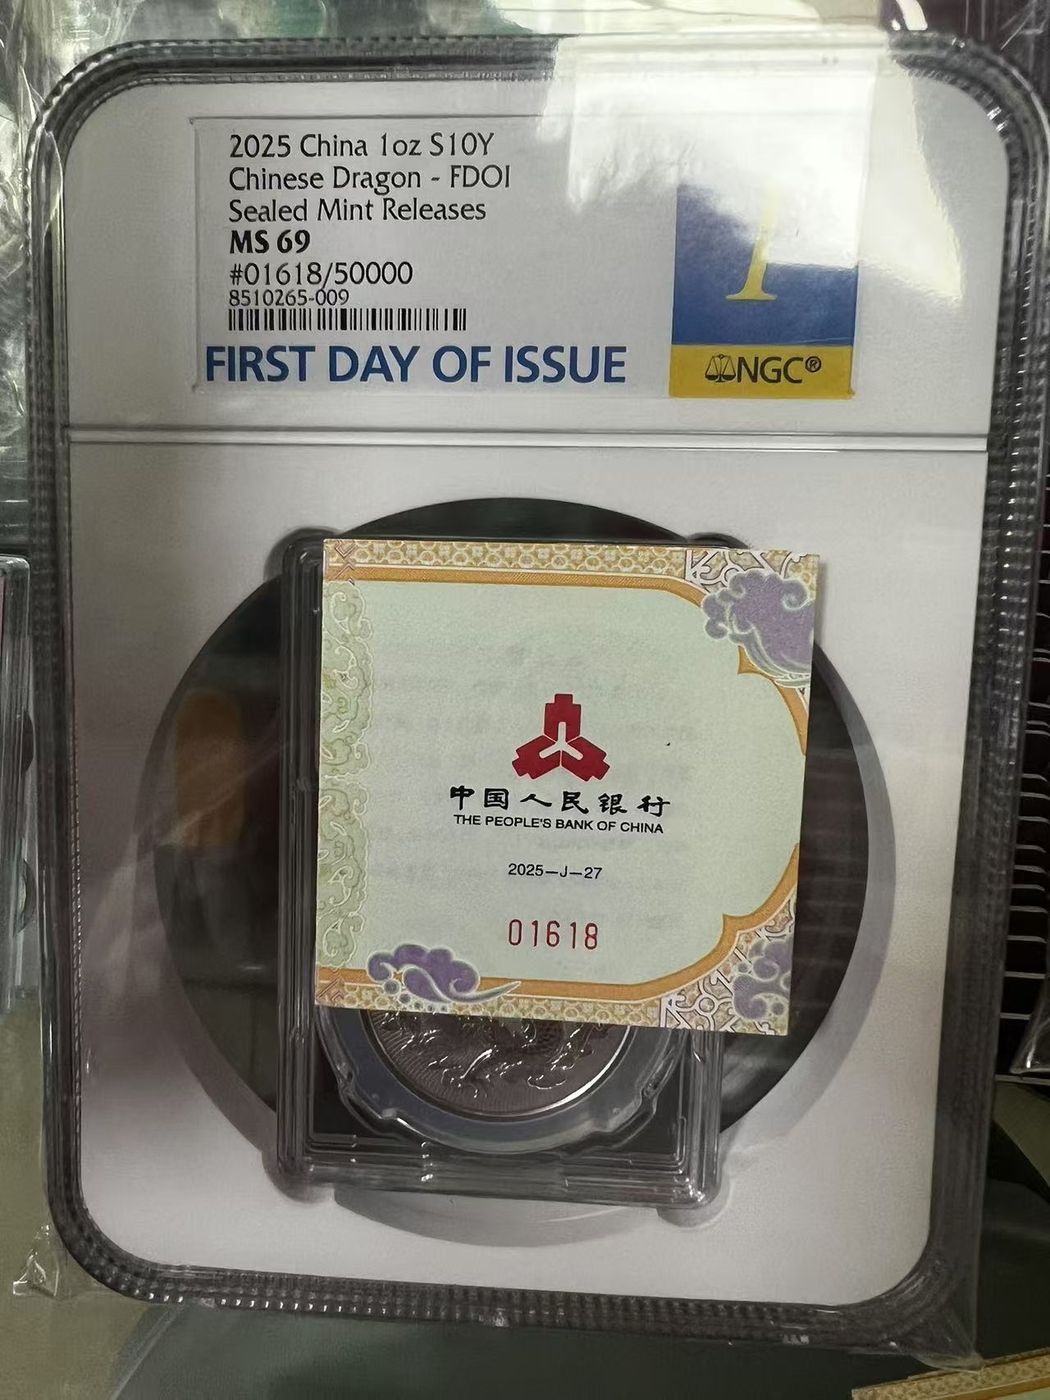 2025 China 1oz S10Y
Chinese Dragon - FDOI
Sealed Mint Releases
MS 69
#01618/50000
8510265-009
FIRST DAY OF ISSUE
1
NGC®
中国人民银行
THE PEOPLE'S BANK OF CHINA
2025—J—27
01618